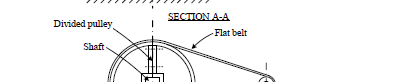 SECTION A-A
Divided pulley
Flat belt
Shaft